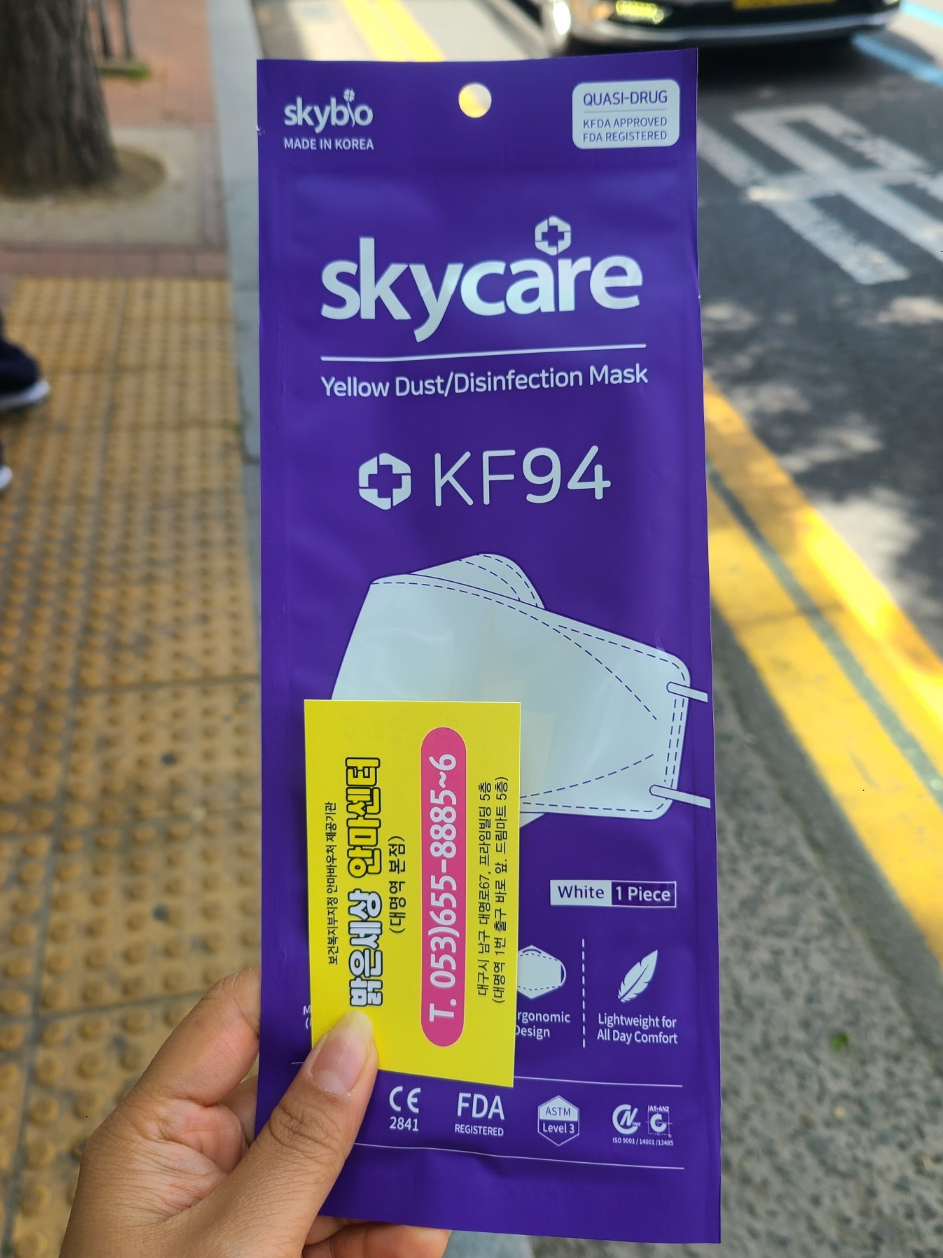 skybio
MADE IN KOREA
QUASI-DRUG
KFDA APPROVED
FDA REGISTERED
skycare
Yellow Dust/Disinfection Mask
KF94
White 1 Piece
보건복지부지정 안마바우처 제공기관
밝은세상 안마센터
(대명역 본점)
T. 053)655-8885~6
대구시 남구 대명로67, 프라임빌딩 5층
(대명역 1번 출구 바로 앞. 드림마트 5층)
Design
Lightweight for
All Day Comfort
CE
2841
FDA
REGISTERED
ASTM
Level 3
JAS-ANZ
ISO 9001 / 14001 / 13485